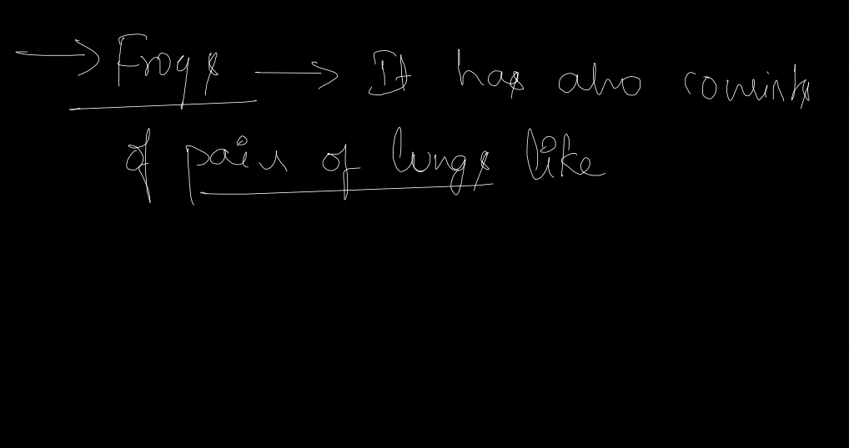 → Frogs → It has also consists
of pair of lungs like